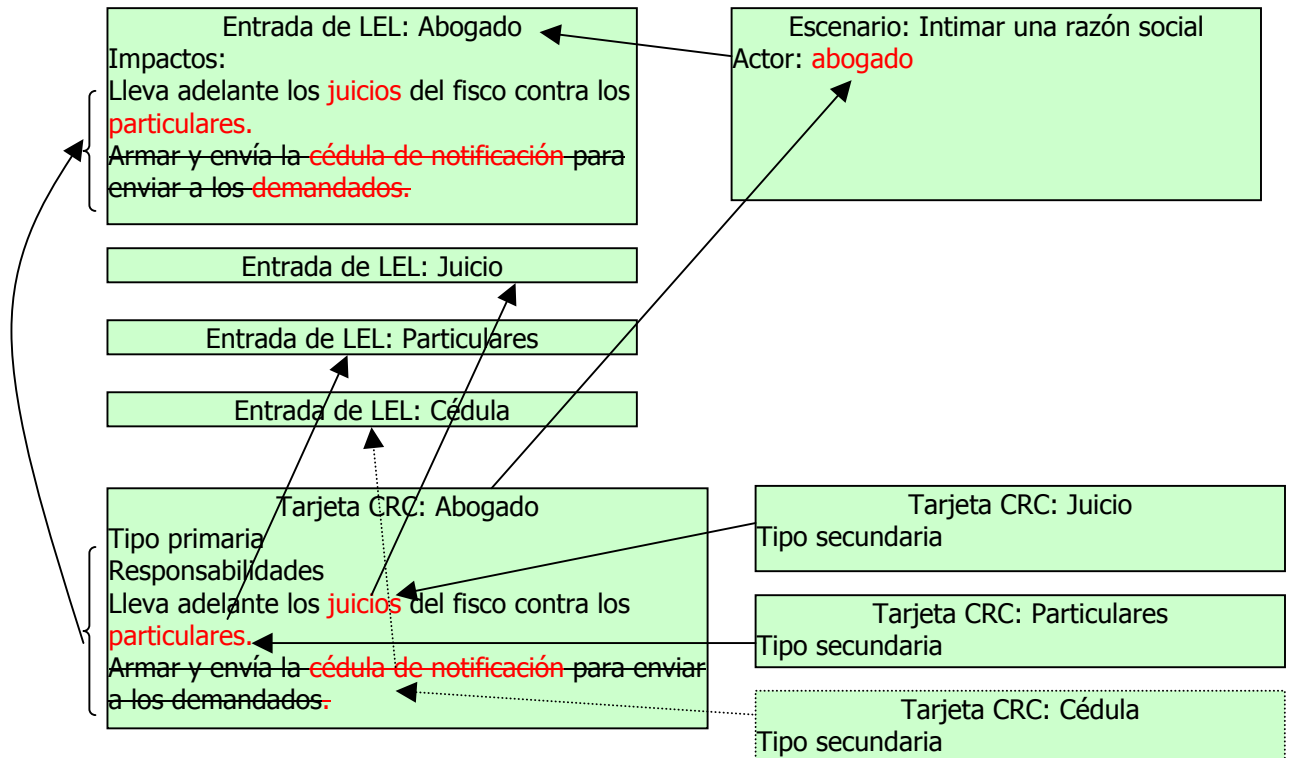 Entrada de LEL: Abogado
Impactos:
Lleva adelante los juicios del fisco contra los
particulares.
Armar y envía la cédula de notificación para
enviar a los demandados.
Escenario: Intimar una razón social
Actor: abogado
Entrada de LEL: Juicio
Entrada de LEL: Particulares
Entrada de LEL: Cédula
Tarjeta CRC: Abogado
Tipo primaria
Responsabilidades
Lleva adelante los juicios del fisco contra los
particulares.
Armar y envía la cédula de notificación para enviar
a los demandados.
Tarjeta CRC: Juicio
Tipo secundaria
Tarjeta CRC: Particulares
Tipo secundaria
Tarjeta CRC: Cédula
Tipo secundaria